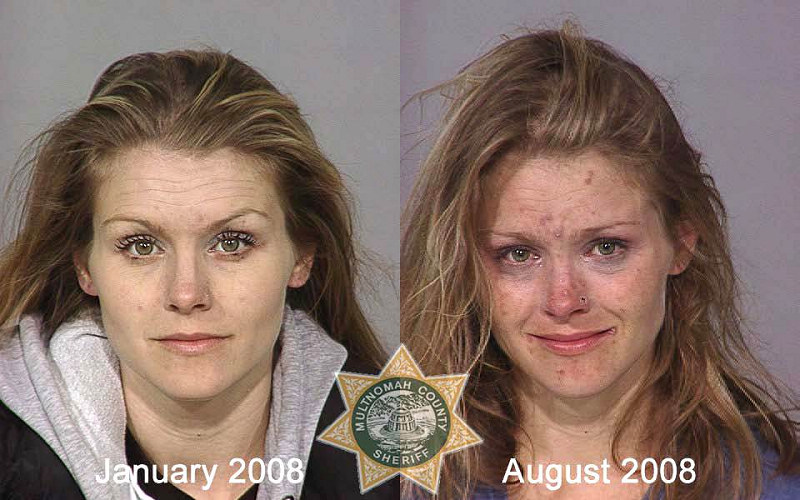 January 2008
August 2008
MULTNOMAH COUNTY
SHERIFF